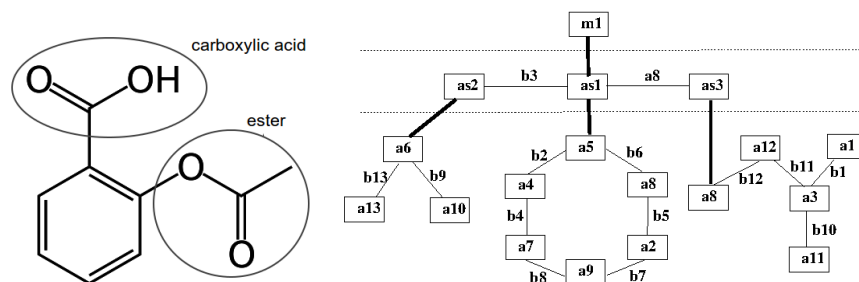 carboxylic acid
O
OH
ester
O
O
m1
as2
b3
as1
a8
as3
a6
a5
a12
a1
b13
b9
b2
b6
b12
b11
b1
a13
a10
a4
a8
a8
a3
b4
b5
b10
a7
a2
a11
b8
a9
b7